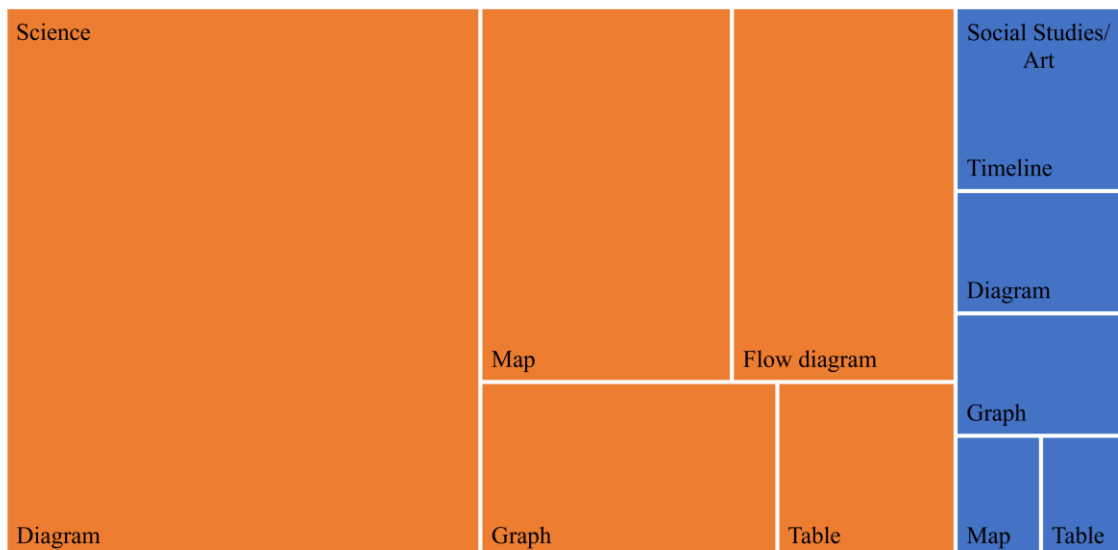 Science
Diagram
Map
Flow diagram
Graph
Table
Social Studies/
Art
Timeline
Diagram
Graph
Map
Table